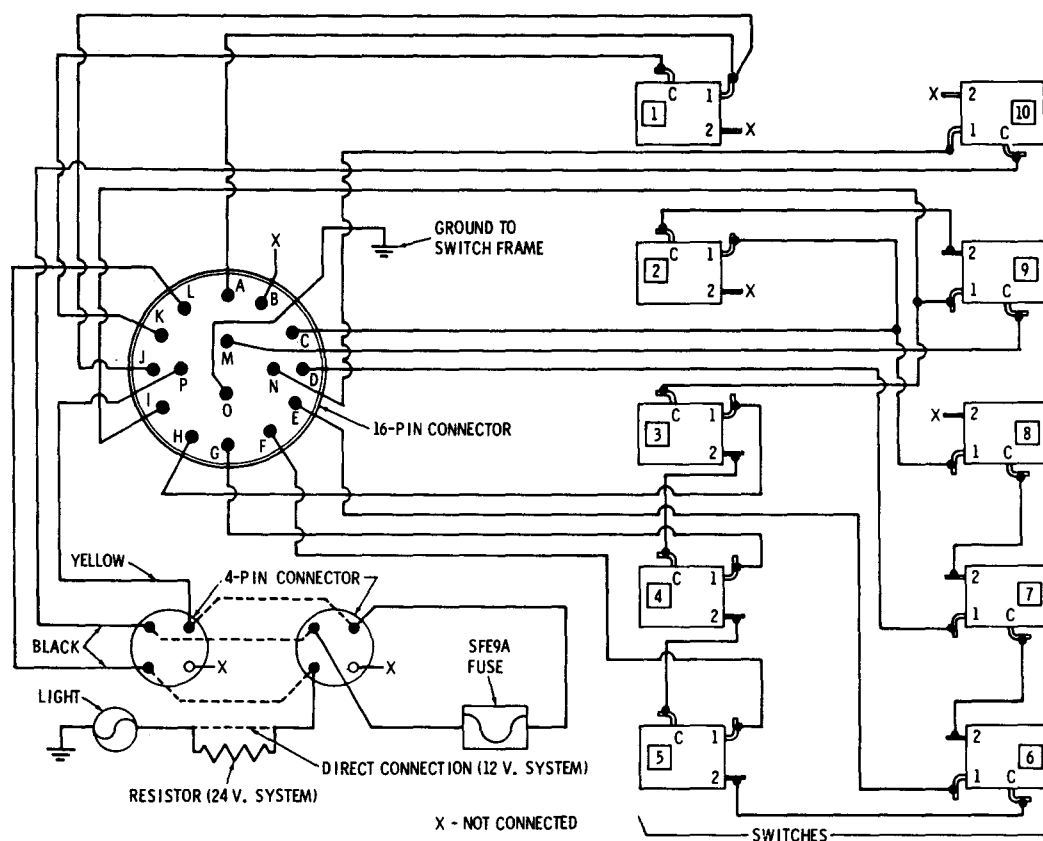 C
1
1
2
X
X
2
1
10
C
GROUND TO
SWITCH FRAME
X
C
1
2
2
X
2
1
9
C
A
B
L
K
C
M
J
P
N
D
I
O
E
H
G
F
16-PIN CONNECTOR
C
1
3
2
X
2
1
8
C
YELLOW
4-PIN CONNECTOR
C
1
4
2
2
1
7
C
BLACK
X
X
SFE9A
FUSE
LIGHT
C
1
5
2
2
1
6
C
DIRECT CONNECTION (12 V. SYSTEM)
RESISTOR (24 V. SYSTEM)
X - NOT CONNECTED
SWITCHES